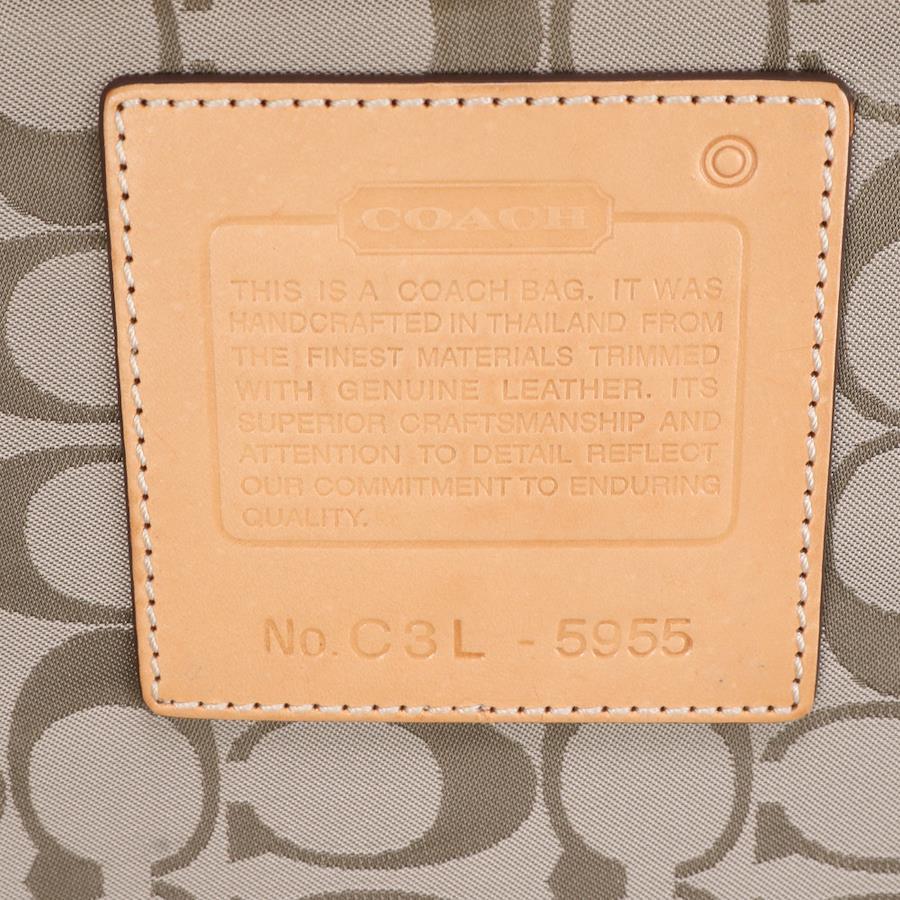 COACH
THIS IS A COACH BAG. IT WAS
HANDCRAFTED IN THAILAND FROM
THE FINEST MATERIALS TRIMMED
WITH GENUINE LEATHER. ITS
SUPERIOR CRAFTSMANSHIP AND
ATTENTION TO DETAIL REFLECT
OUR COMMITMENT TO ENDURING
QUALITY.
No. C3L - 5955